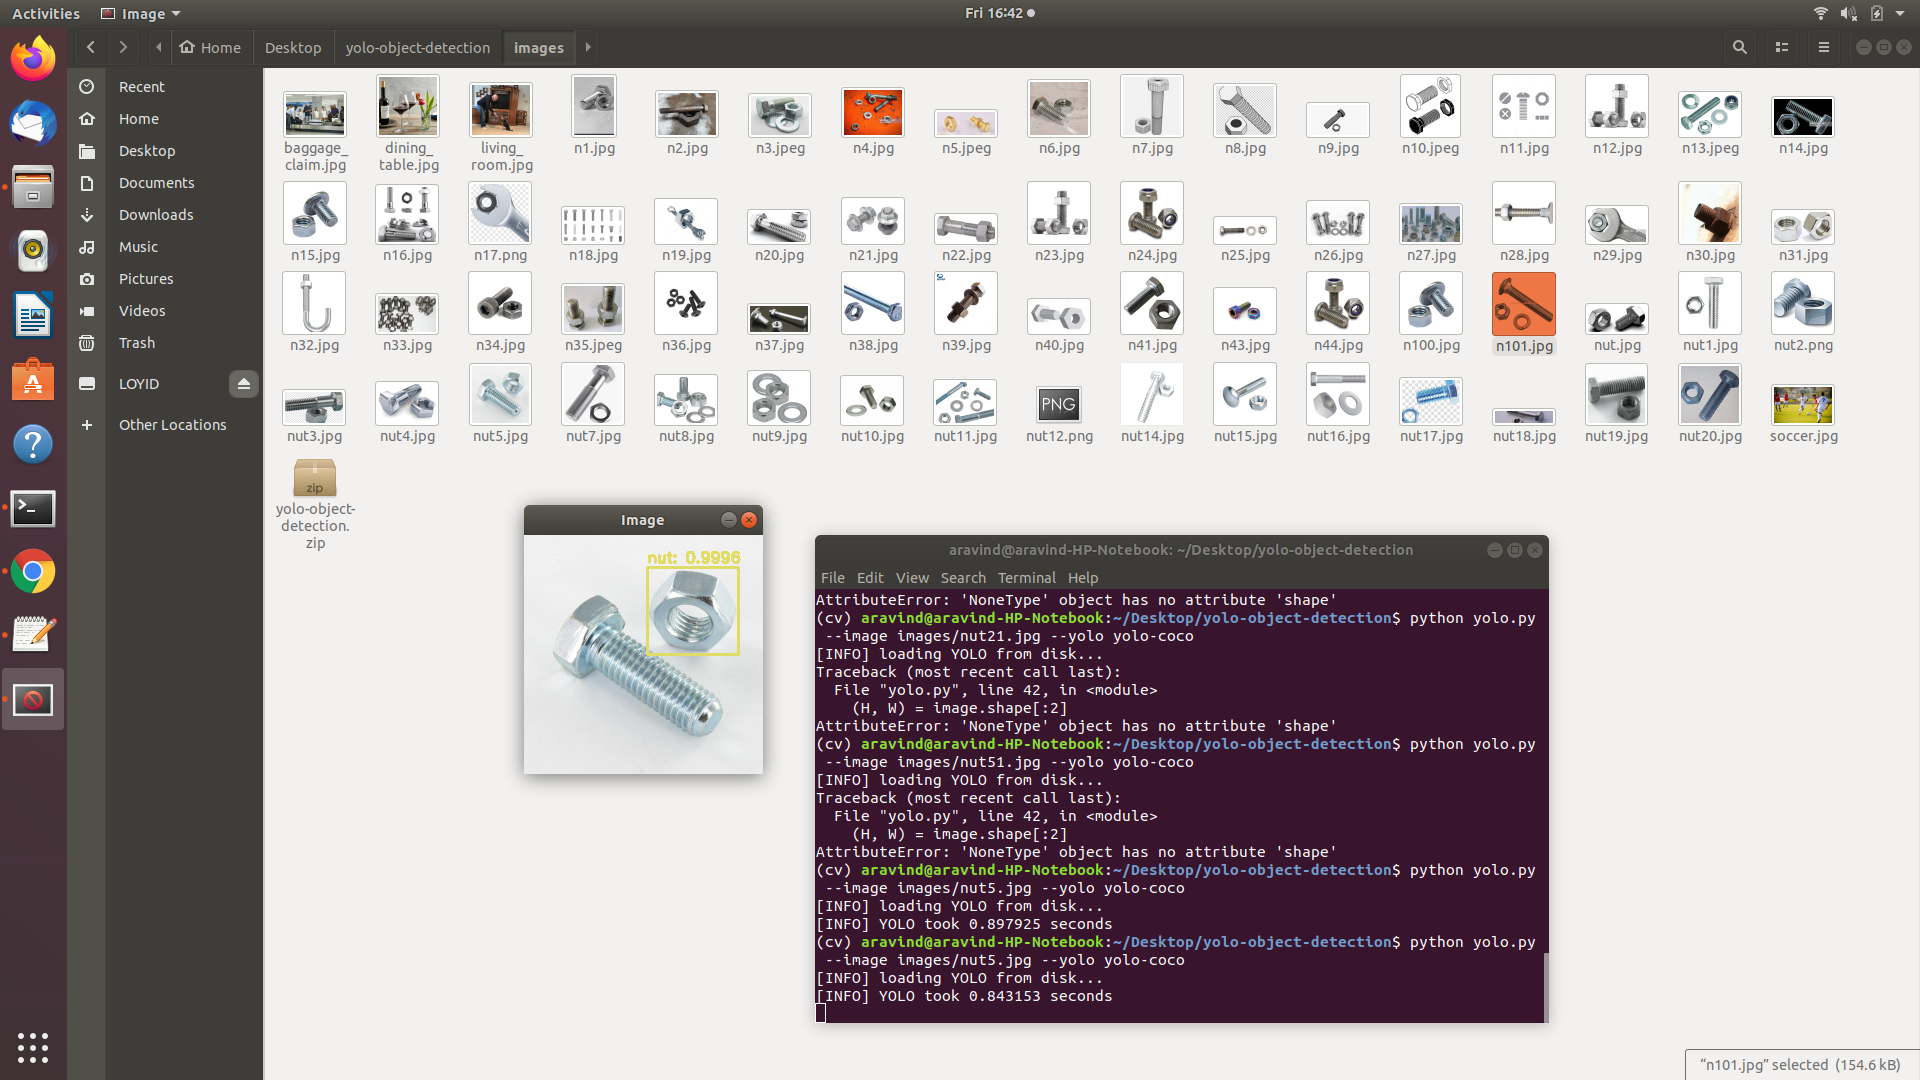 Activities
Image
Fri 16:42
Home
Desktop
yolo-object-detection
images
Recent
Home
Desktop
Documents
Downloads
Music
Pictures
Videos
Trash
LOYID
Other Locations
baggage_
claim.jpg
dining_
table.jpg
living_
room.jpg
n1.jpg
n2.jpg
n3.jpeg
n4.jpg
n5.jpeg
n6.jpg
n7.jpg
n8.jpg
n9.jpg
n10.jpeg
n11.jpg
n12.jpg
n13.jpeg
n14.jpg
n15.jpg
n16.jpg
n17.png
n18.jpg
n19.jpg
n20.jpg
n21.jpg
n22.jpg
n23.jpg
n24.jpg
n25.jpg
n26.jpg
n27.jpg
n28.jpg
n29.jpg
n30.jpg
n31.jpg
n32.jpg
n33.jpg
n34.jpg
n35.jpeg
n36.jpg
n37.jpg
n38.jpg
n39.jpg
n40.jpg
n41.jpg
n43.jpg
n44.jpg
n100.jpg
n101.jpg
nut.jpg
nut1.jpg
nut2.png
nut3.jpg
nut4.jpg
nut5.jpg
nut7.jpg
nut8.jpg
nut9.jpg
nut10.jpg
nut11.jpg
PNG
nut12.png
nut14.jpg
nut15.jpg
nut16.jpg
nut17.jpg
nut18.jpg
nut19.jpg
nut20.jpg
soccer.jpg
zip
yolo-object-
detection.
zip
Image
nut: 0.9996
aravind@aravind-HP-Notebook: ~/Desktop/yolo-object-detection
File Edit View Search Terminal Help
AttributeError: 'NoneType' object has no attribute 'shape'
(cv) aravind@aravind-HP-Notebook:~/Desktop/yolo-object-detection$ python yolo.py
--image images/nut21.jpg --yolo yolo-coco
[INFO] loading YOLO from disk...
Traceback (most recent call last):
File "yolo.py", line 42, in <module>
(H, W) = image.shape[:2]
AttributeError: 'NoneType' object has no attribute 'shape'
(cv) aravind@aravind-HP-Notebook:~/Desktop/yolo-object-detection$ python yolo.py
--image images/nut51.jpg --yolo yolo-coco
[INFO] loading YOLO from disk...
Traceback (most recent call last):
File "yolo.py", line 42, in <module>
(H, W) = image.shape[:2]
AttributeError: 'NoneType' object has no attribute 'shape'
(cv) aravind@aravind-HP-Notebook:~/Desktop/yolo-object-detection$ python yolo.py
--image images/nut5.jpg --yolo yolo-coco
[INFO] loading YOLO from disk...
[INFO] YOLO took 0.897925 seconds
(cv) aravind@aravind-HP-Notebook:~/Desktop/yolo-object-detection$ python yolo.py
--image images/nut5.jpg --yolo yolo-coco
[INFO] loading YOLO from disk...
[INFO] YOLO took 0.843153 seconds
“n101.jpg” selected (154.6 kB)